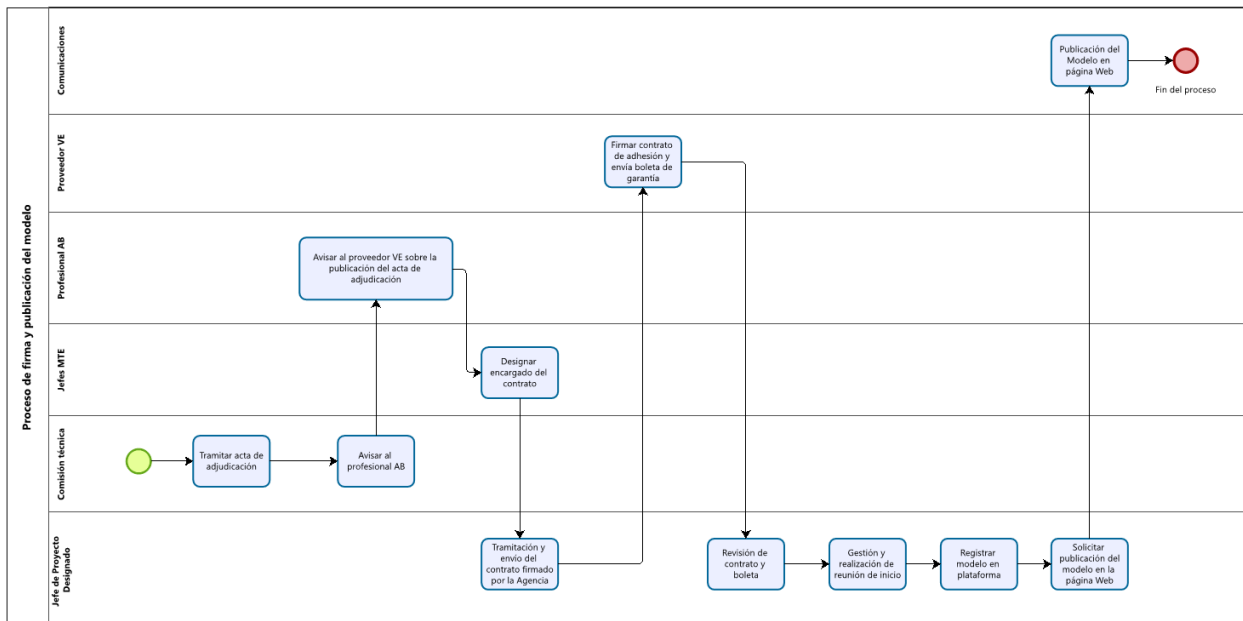 Proceso de firma y publicación del modelo
Comunicaciones
Publicación del
Modelo en
página Web
Fin del proceso
Proveedor VE
Firmar contrato
de adhesión y
envía boleta de
garantía
Profesional AB
Avisar al proveedor VE sobre la
publicación del acta de
adjudicación
Jefes MTE
Designar
encargado del
contrato
Comisión técnica
Tramitar acta de
adjudicación
Avisar al
profesional AB
Jefe de Proyecto
Designado
Tramitación y
envío del
contrato firmado
por la Agencia
Revisión de
contrato y
boleta
Gestión y
realización de
reunión de inicio
Registrar
modelo en
plataforma
Solicitar
publicación del
modelo en la
página Web